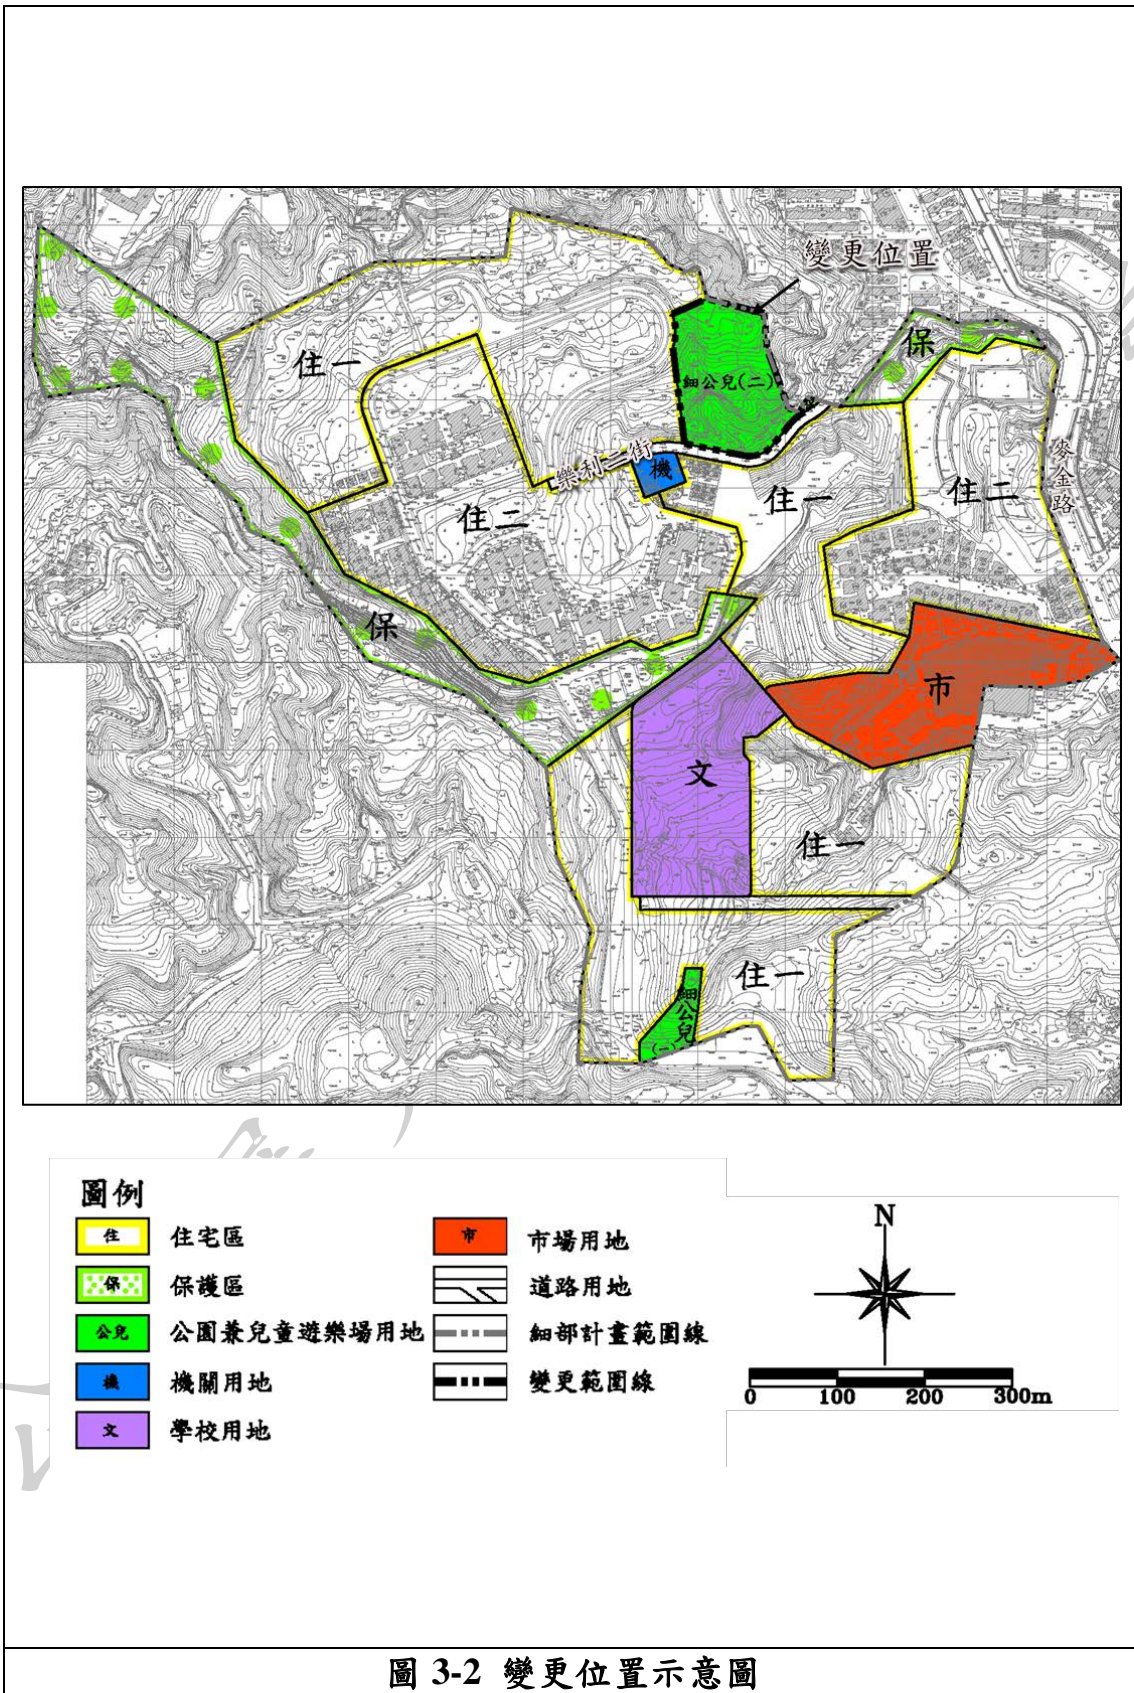 變更位置
保
住一
細公兒(二)
麥金路
樂利二街
機
住一
住二
住二
保
市
文
住一
住一
細公兒(一)
圖例
住 住宅區
市 市場用地
保 保護區
道路用地
公兒 公園兼兒童遊樂場用地
細部計畫範圍線
機 機關用地
變更範圍線
文 學校用地
N
0 100 200 300m
圖 3-2 變更位置示意圖